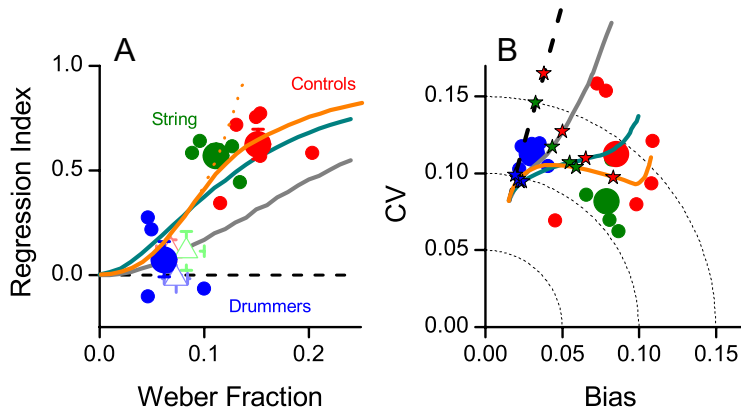 A
B
1.0
0.5
0.0
Regression Index
Controls
String
Drummers
0.0
0.1
0.2
Weber Fraction
0.15
0.10
0.05
0.00
CV
0.00
0.05
0.10
0.15
Bias